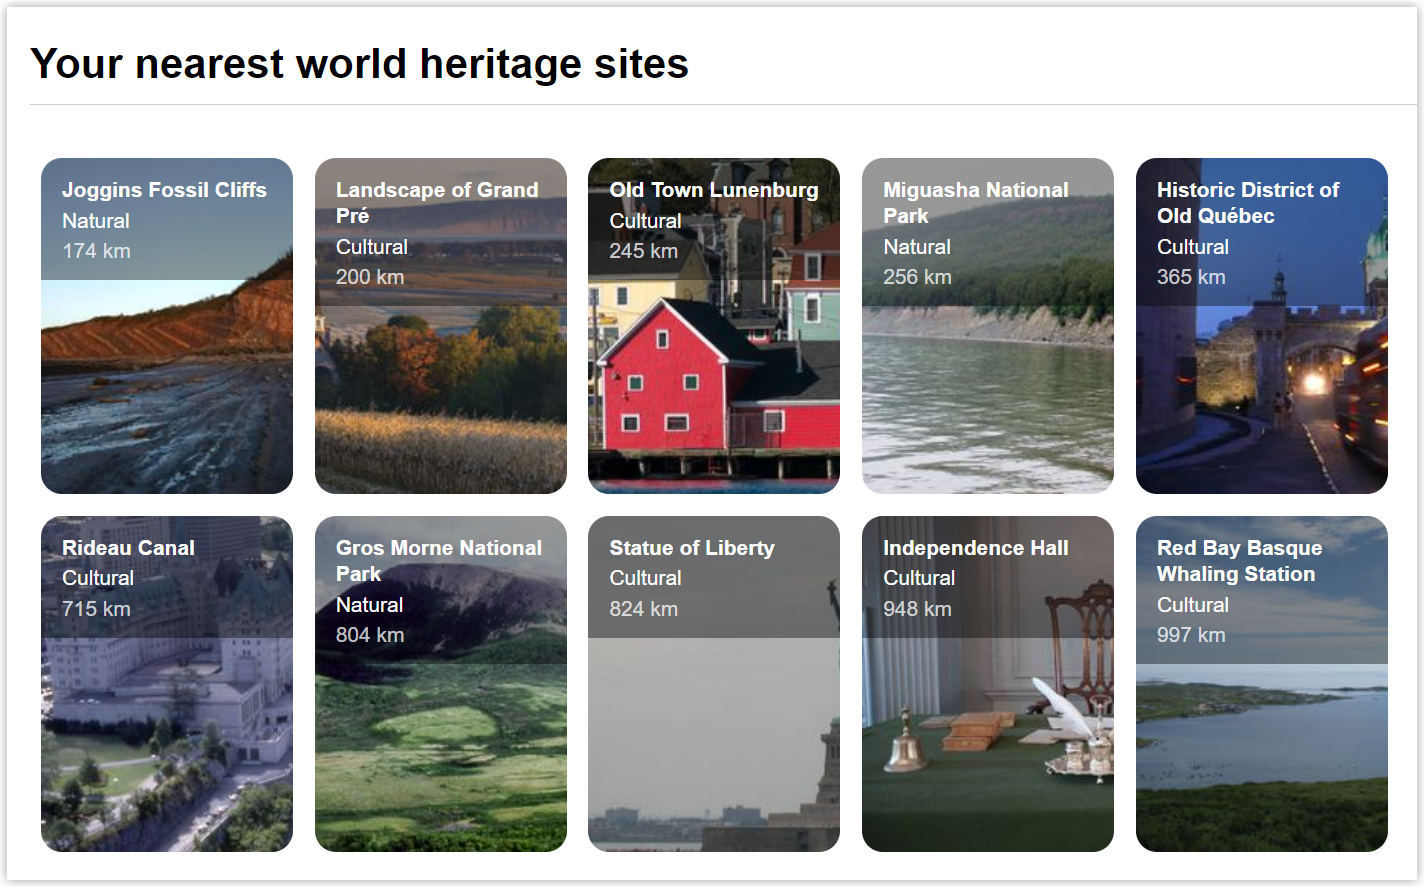 Your nearest world heritage sites
Joggins Fossil Cliffs
Natural
174 km
Landscape of Grand
Pré
Cultural
200 km
Old Town Lunenburg
Cultural
245 km
Miguasha National
Park
Natural
256 km
Historic District of
Old Québec
Cultural
365 km
Rideau Canal
Cultural
715 km
Gros Morne National
Park
Natural
804 km
Statue of Liberty
Cultural
824 km
Independence Hall
Cultural
948 km
Red Bay Basque
Whaling Station
Cultural
997 km